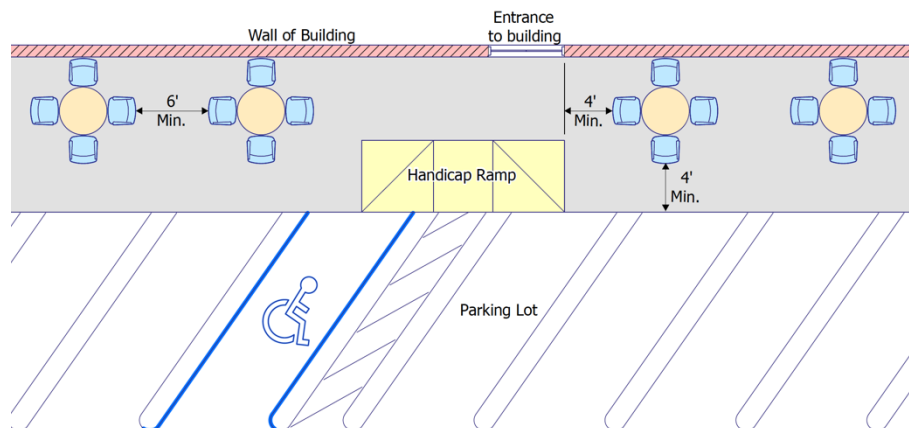 Entrance
to building
Wall of Building
6'
Min.
4'
Min.
Handicap Ramp
4'
Min.
Parking Lot